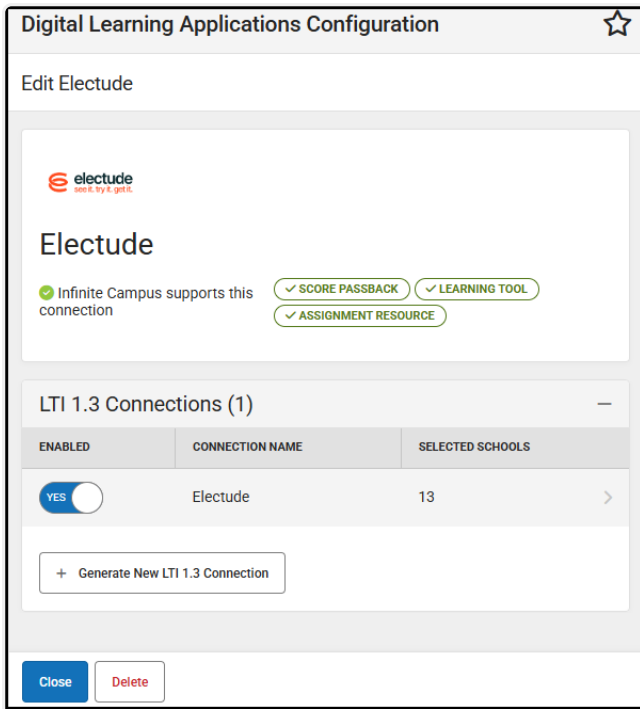 Digital Learning Applications Configuration
Edit Electude
electude
see it. try it. get it.
Electude
Infinite Campus supports this
connection
SCORE PASSBACK
LEARNING TOOL
ASSIGNMENT RESOURCE
LTI 1.3 Connections (1)
ENABLED CONNECTION NAME SELECTED SCHOOLS
YES Electude 13
+ Generate New LTI 1.3 Connection
Close Delete